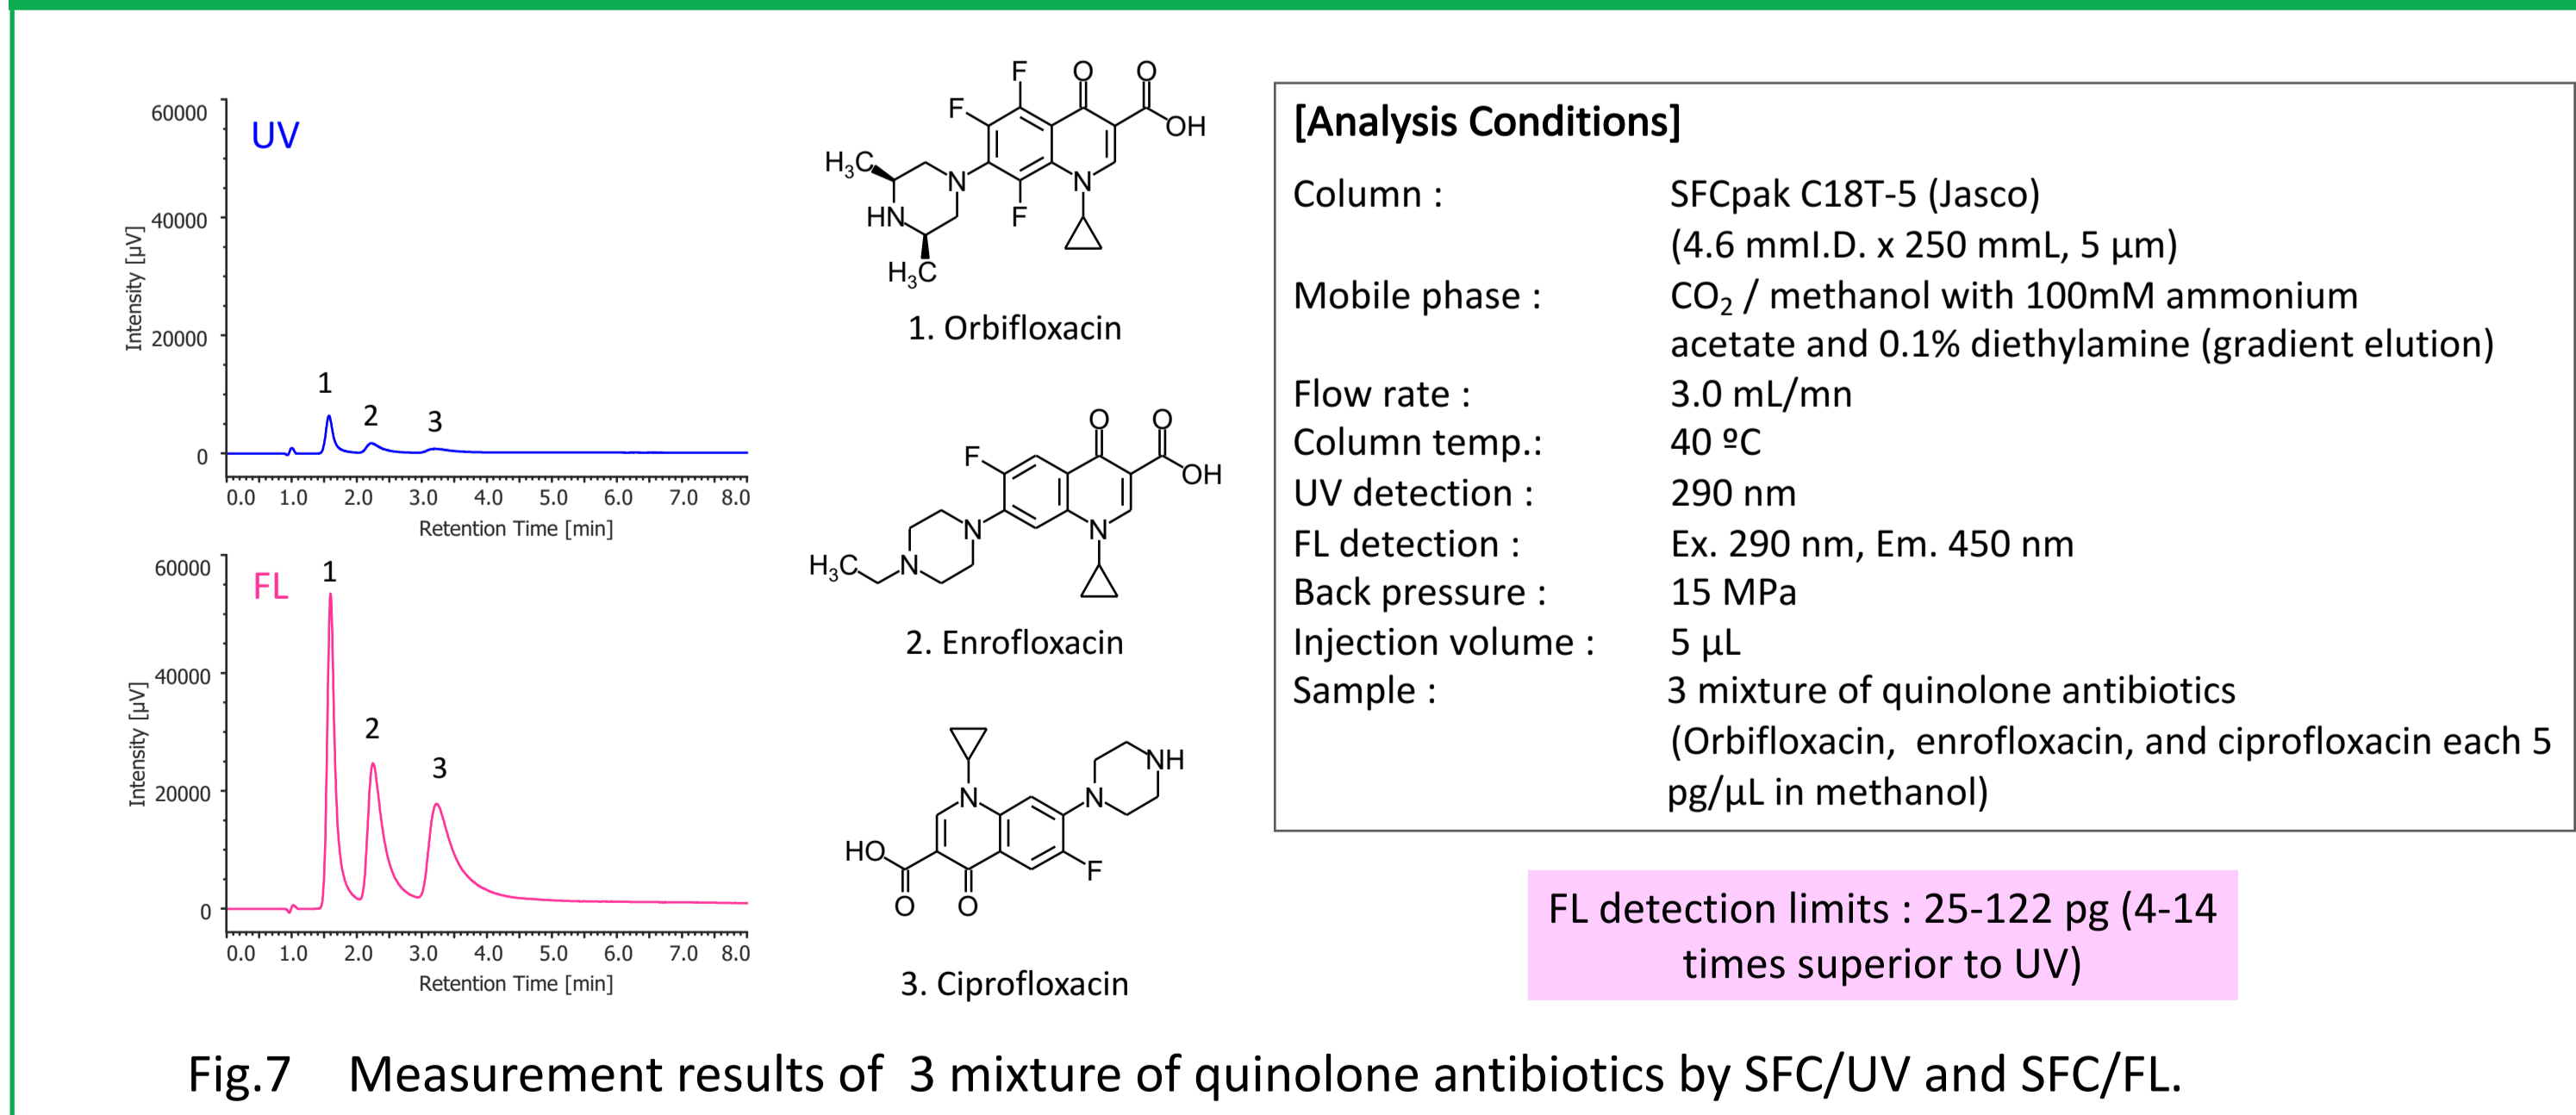 60000
UV
40000
20000
0
Intensity [µV]
1
2
3
0.0 1.0 2.0 3.0 4.0 5.0 6.0 7.0 8.0
Retention Time [min]
60000
FL
40000
20000
0
Intensity [µV]
1
2
3
0.0 1.0 2.0 3.0 4.0 5.0 6.0 7.0 8.0
Retention Time [min]
F O O
F OH
H₃C N N
HN F
H₃C
1. Orbifloxacin
O O
F OH
N N
H₃C N
2. Enrofloxacin
NH
N N
HO F
O O
3. Ciprofloxacin
[Analysis Conditions]
Column : SFCpak C18T-5 (Jasco)
(4.6 mmI.D. x 250 mmL, 5 µm)
Mobile phase : CO₂ / methanol with 100mM ammonium
acetate and 0.1% diethylamine (gradient elution)
Flow rate : 3.0 mL/mn
Column temp.: 40 ºC
UV detection : 290 nm
FL detection : Ex. 290 nm, Em. 450 nm
Back pressure : 15 MPa
Injection volume : 5 µL
Sample : 3 mixture of quinolone antibiotics
(Orbifloxacin, enrofloxacin, and ciprofloxacin each 5
pg/µL in methanol)
FL detection limits : 25-122 pg (4-14
times superior to UV)
Fig.7 Measurement results of 3 mixture of quinolone antibiotics by SFC/UV and SFC/FL.